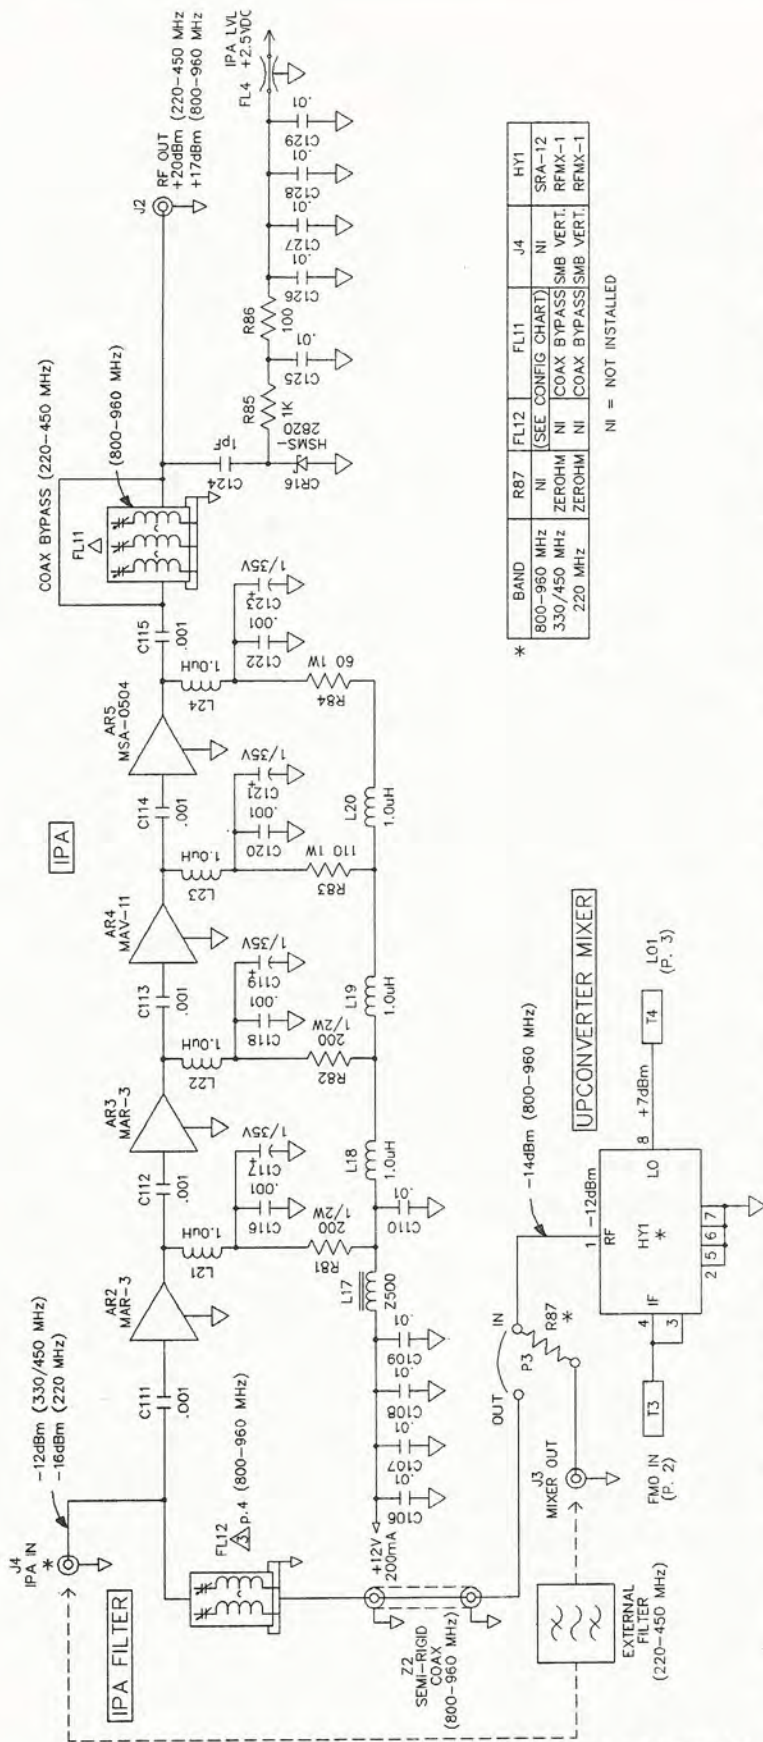 IPA FILTER
J4
IPA IN
*
-12dBm (330/450 MHz)
-16dBm (220 MHz)
IPA
FL12
3 p.4 (800-960 MHz)
C111
.001
AR2
MAR-3
C112
.001
AR3
MAR-3
C113
.001
AR4
MAV-11
C114
.001
AR5
MSA-0504
C115
.001
COAX BYPASS (220-450 MHz)
FL11
(800-960 MHz)
J2
RF OUT
+20dBm (220-450 MHz)
+17dBm (800-960 MHz)
L21
1.0uH
C116
.001
C117
1/35V
+
R81
200
1/2W
L22
1.0uH
C118
.001
C119
1/35V
+
R82
200
1/2W
L23
1.0uH
C120
.001
C121
1/35V
+
R83
110 1W
L24
1.0uH
C122
.001
C123
1/35V
+
R84
60 1W
C124
1pF
CR16
HSMS-
2820
R85
1K
C125
.01
R86
100
C126
.01
C127
.01
C128
.01
C129
.01
FL4
IPA LVL
+2.5VDC
+12V
200mA
C106
.01
C107
.01
C108
.01
C109
.01
L17
Z500
C110
.01
L18
1.0uH
L19
1.0uH
L20
1.0uH
Z2
SEMI-RIGID
COAX
(800-960 MHz)
OUT
IN
P3
R87
*
-14dBm (800-960 MHz)
J3
MIXER OUT
EXTERNAL
FILTER
(220-450 MHz)
UPCONVERTER MIXER
1
-12dBm
RF
IF
HY1
*
LO
4
3
2
5
6
7
8
+7dBm
T3
FMO IN
(P. 2)
T4
LO1
(P. 3)
*
BAND R87 FL12 FL11 J4 HY1
800-960 MHz NI (SEE CONFIG CHART) NI SRA-12
330/450 MHz ZEROHM NI COAX BYPASS SMB VERT. RFMX-1
220 MHz ZEROHM NI COAX BYPASS SMB VERT. RFMX-1
NI = NOT INSTALLED